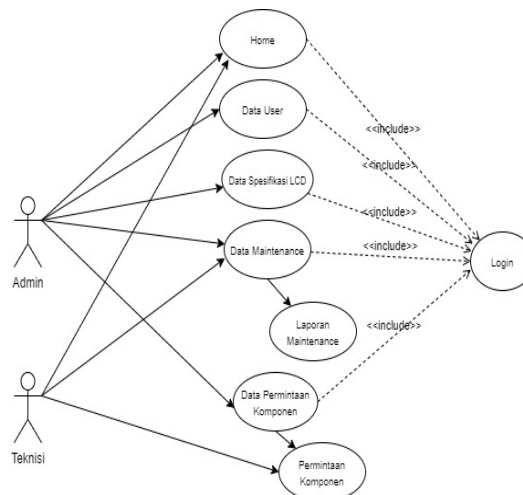 Home
Data User
<<include>>
<<include>>
Data Spesifikasi LCD
<<include>>
Data Maintenance
<<include>>
Login
Admin
Laporan
Maintenance
<<include>>
Data Permintaan
Komponen
Teknisi
Permintaan
Komponen